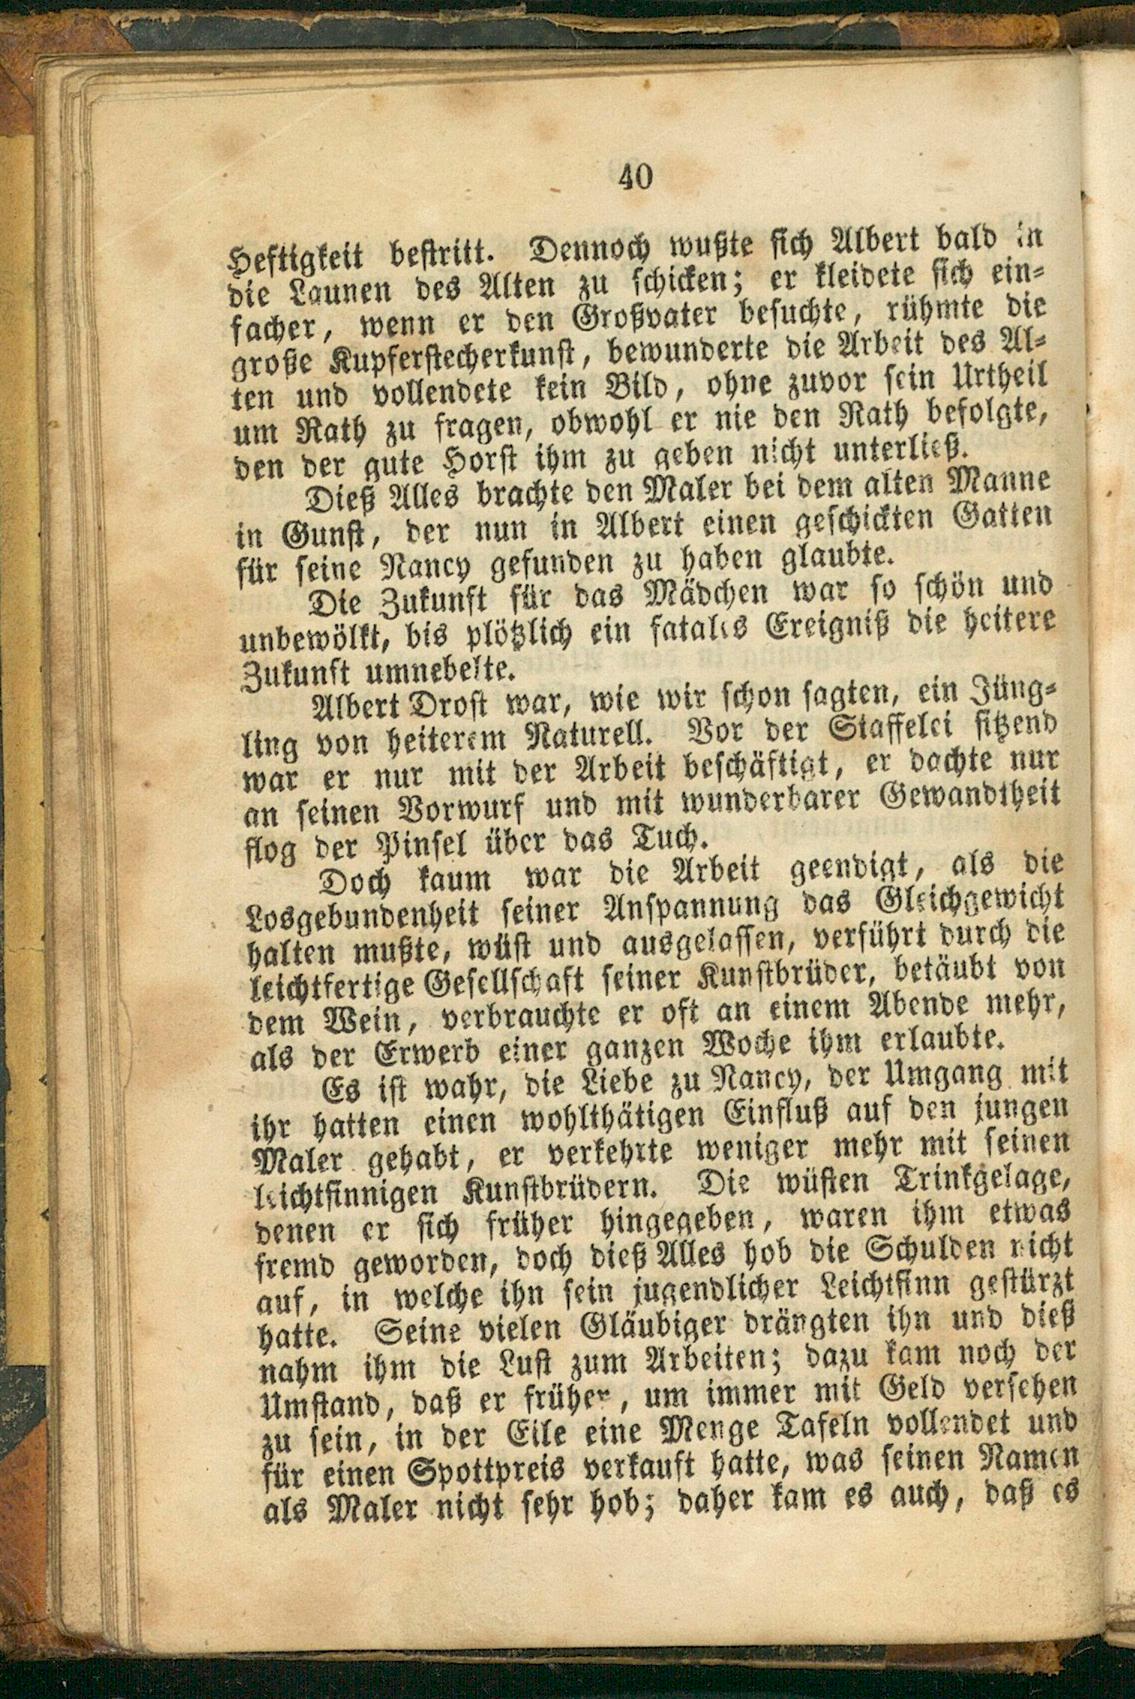 40
Heftigkeit bestritt. Dennoch wußte sich Albert bald in
die Launen des Alten zu schicken; er kleidete sich ein-
facher, wenn er den Großvater besuchte, rühmte die
große Kupferstecherkunst, bewunderte die Arbeit des Al-
ten und vollendete kein Bild, ohne zuvor sein Urtheil
um Rath zu fragen, obwohl er nie den Rath befolgte,
den der gute Horst ihm zu geben nicht unterließ.
Dieß Alles brachte den Maler bei dem alten Manne
in Gunst, der nun in Albert einen geschickten Gatten
für seine Nancy gefunden zu haben glaubte.
Die Zukunft für das Mädchen war so schön und
unbewölkt, bis plötzlich ein fatales Ereigniß die heitere
Zukunft umnebelte.
Albert Drost war, wie wir schon sagten, ein Jüng-
ling von heiterem Naturell. Vor der Staffelei sitzend
war er nur mit der Arbeit beschäftigt, er dachte nur
an seinen Vorwurf und mit wunderbarer Gewandtheit
flog der Pinsel über das Tuch.
Doch kaum war die Arbeit geendigt, als die
Losgebundenheit seiner Anspannung das Gleichgewicht
halten mußte, wüst und ausgelassen, verführt durch die
leichtfertige Gesellschaft seiner Kunstbrüder, betäubt von
dem Wein, verbrauchte er oft an einem Abende mehr,
als der Erwerb einer ganzen Woche ihm erlaubte.
Es ist wahr, die Liebe zu Nancy, der Umgang mit
ihr hatten einen wohlthätigen Einfluß auf den jungen
Maler gehabt, er verkehrte weniger mehr mit seinen
leichtsinnigen Kunstbrüdern. Die wüsten Trinkgelage,
denen er sich früher hingegeben, waren ihm etwas
fremd geworden, doch dieß Alles hob die Schulden nicht
auf, in welche ihn sein jugendlicher Leichtsinn gestürzt
hatte. Seine vielen Gläubiger drängten ihn und dieß
nahm ihm die Lust zum Arbeiten; dazu kam noch der
Umstand, daß er früher, um immer mit Geld versehen
zu sein, in der Eile eine Menge Tafeln vollendet und
für einen Spottpreis verkauft hatte, was seinen Namen
als Maler nicht sehr hob; daher kam es auch, daß es